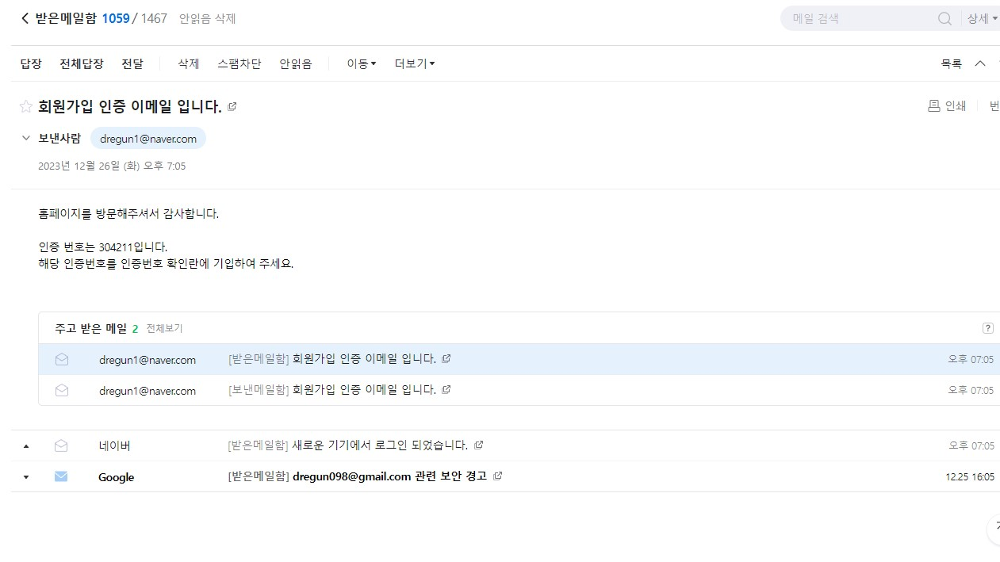 받은메일함 1059 / 1467 안읽음 삭제
메일 검색 상세
답장 전체답장 전달 삭제 스팸차단 안읽음 이동 더보기 목록
회원가입 인증 이메일 입니다.
인쇄 번
보낸사람 dregun1@naver.com
2023년 12월 26일 (화) 오후 7:05
홈페이지를 방문해주셔서 감사합니다.
인증 번호는 304211입니다.
해당 인증번호를 인증번호 확인란에 기입하여 주세요.
주고 받은 메일 2 전체보기 ?
dregun1@naver.com [받은메일함] 회원가입 인증 이메일 입니다. 오후 07:05
dregun1@naver.com [보낸메일함] 회원가입 인증 이메일 입니다. 오후 07:05
네이버 [받은메일함] 새로운 기기에서 로그인 되었습니다. 오후 07:05
Google [받은메일함] dregun098@gmail.com 관련 보안 경고 12.25 16:05